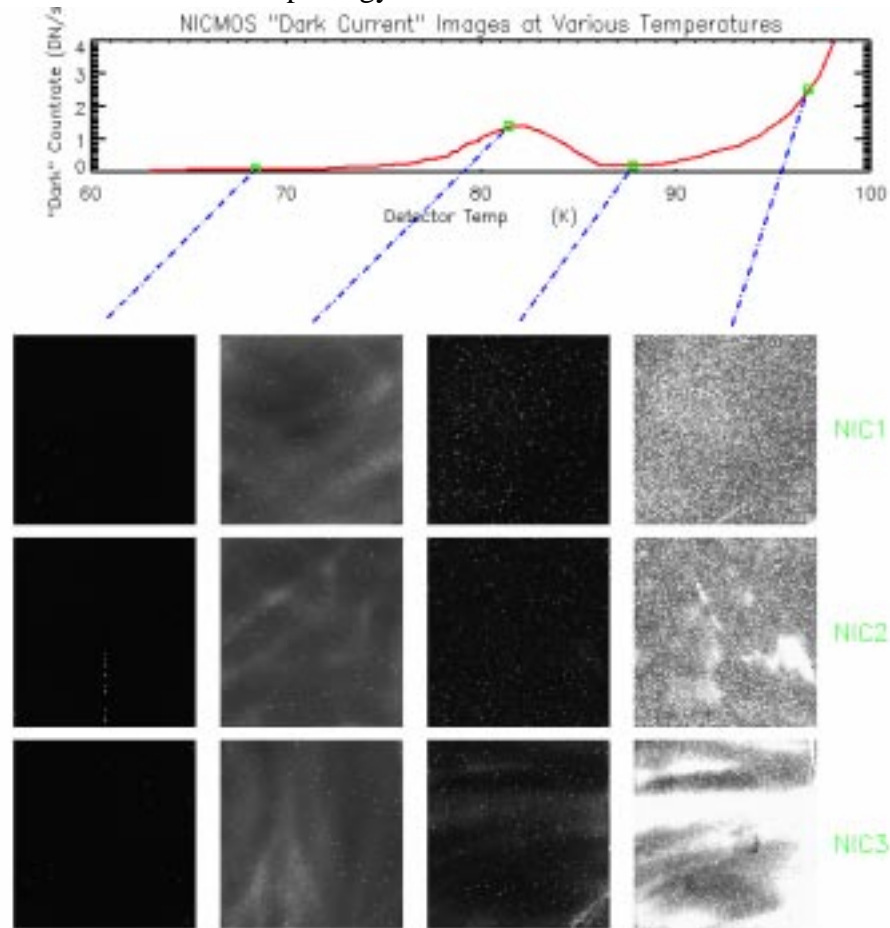 NICMOS "Dark Current" Images at Various Temperatures
"Dark" Countrate (DN/s
4
3
2
1
0
60 70 80 90 100
Detector Temp (K)
NIC1
NIC2
NIC3